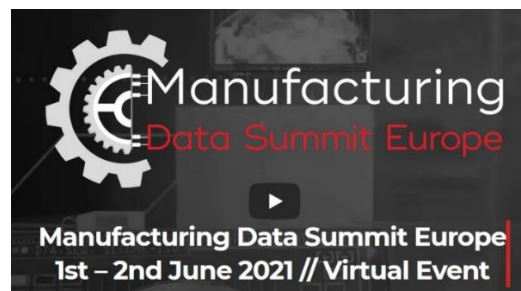 Manufacturing
Data Summit Europe
Manufacturing Data Summit Europe
1st – 2nd June 2021 // Virtual Event